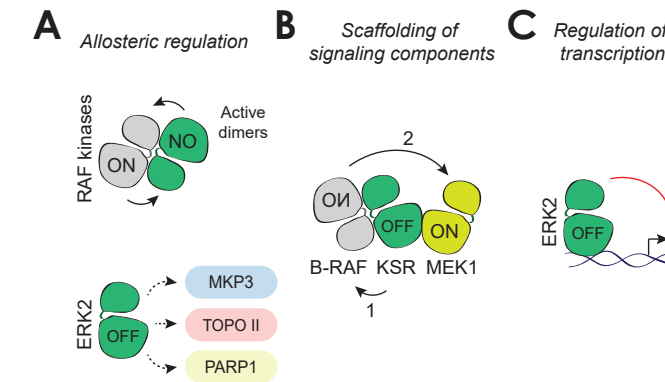 A
Allosteric regulation
RAF kinases
ON
NO
Active
dimers
ERK2
OFF
MKP3
TOPO II
PARP1
B
Scaffolding of
signaling components
2
OИ
OFF
ON
B-RAF KSR MEK1
1
C
Regulation of
transcription
ERK2
OFF